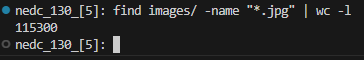 nedc_130_[5]: find images/ -name "*.jpg" | wc -l
115300
nedc_130_[5]: